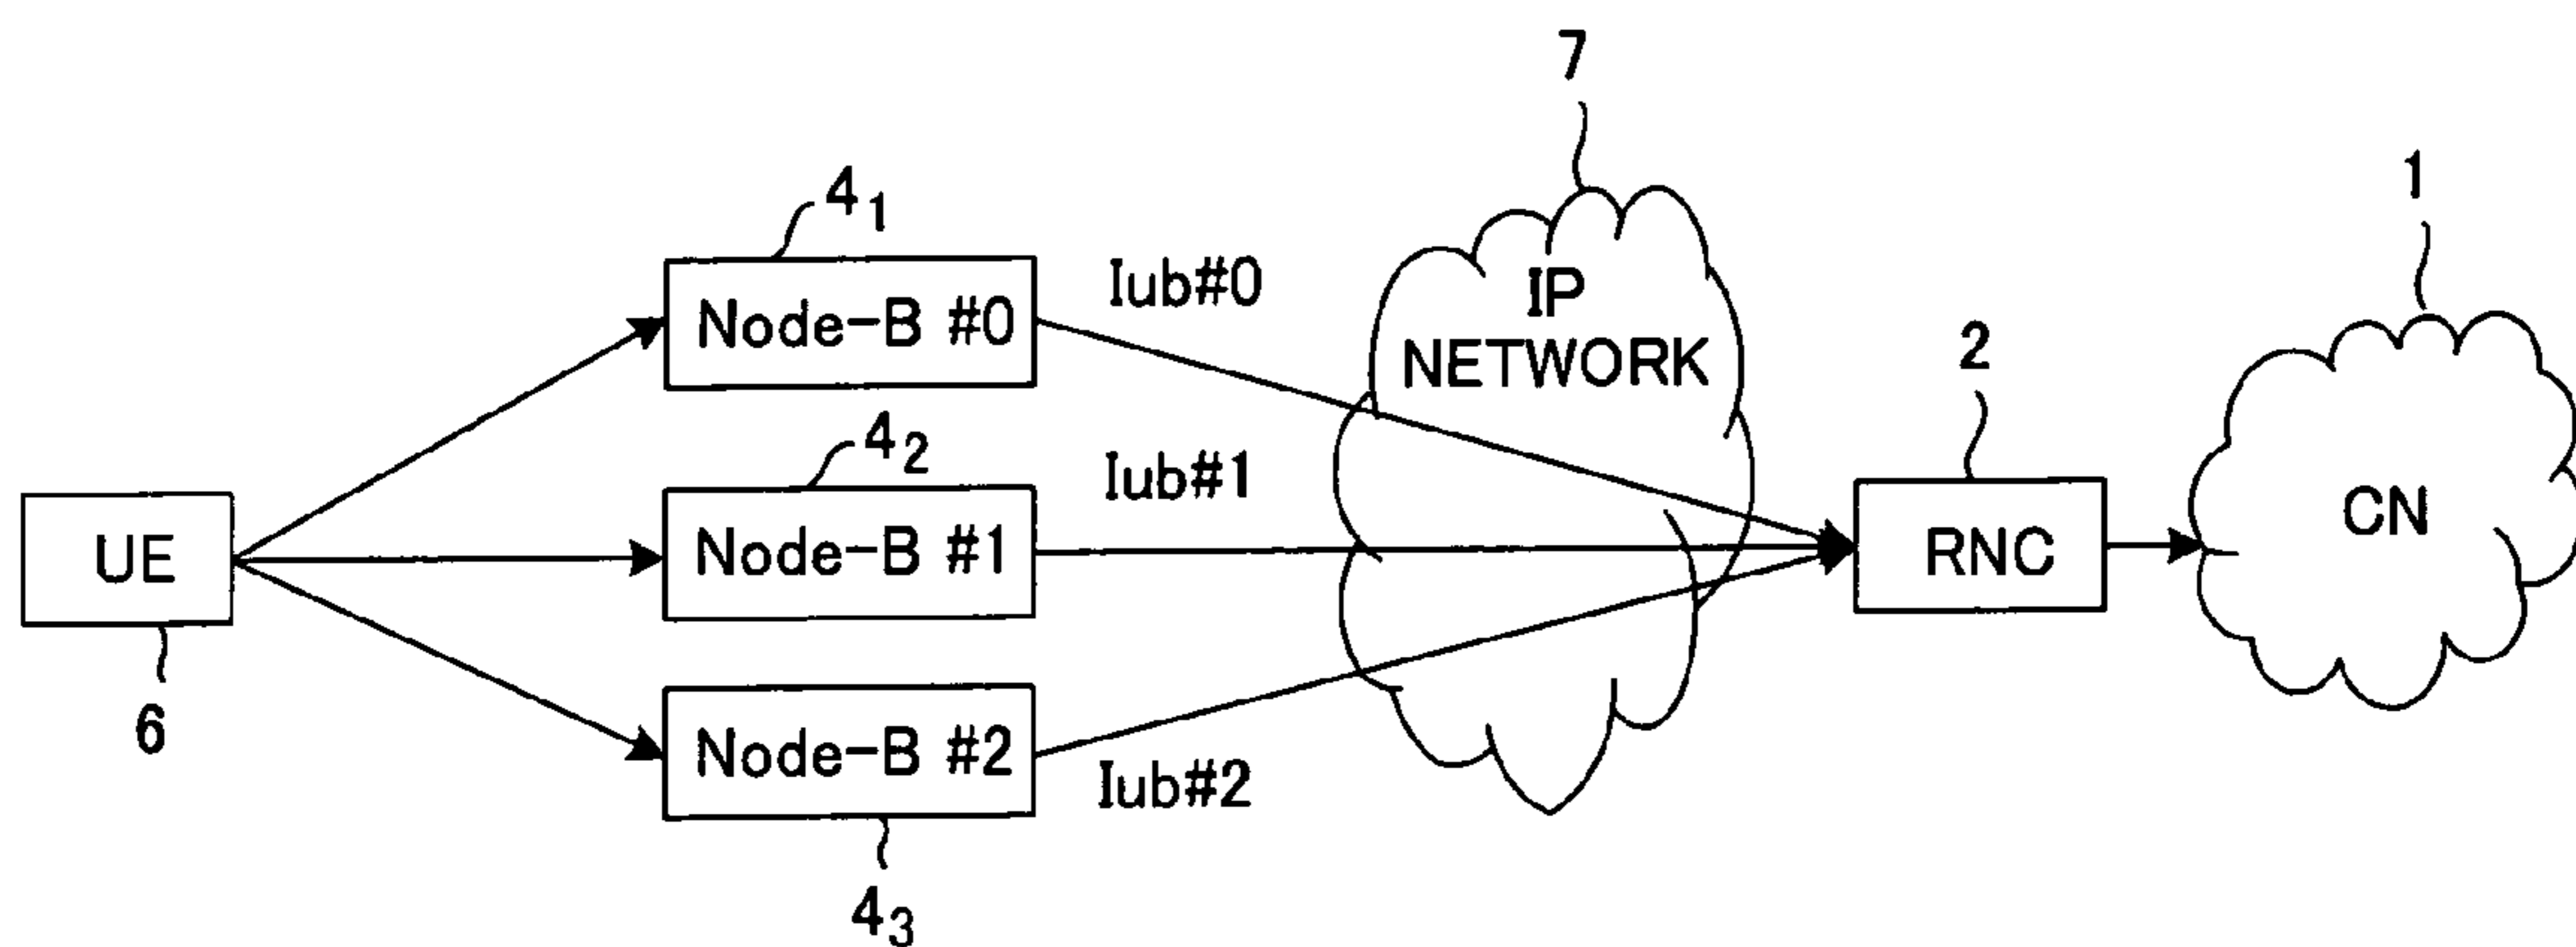 7
1
4₁
Iub#0
Node-B #0
IP
NETWORK
2
4₂
Iub#1
UE
Node-B #1
RNC
CN
6
Node-B #2
Iub#2
4₃